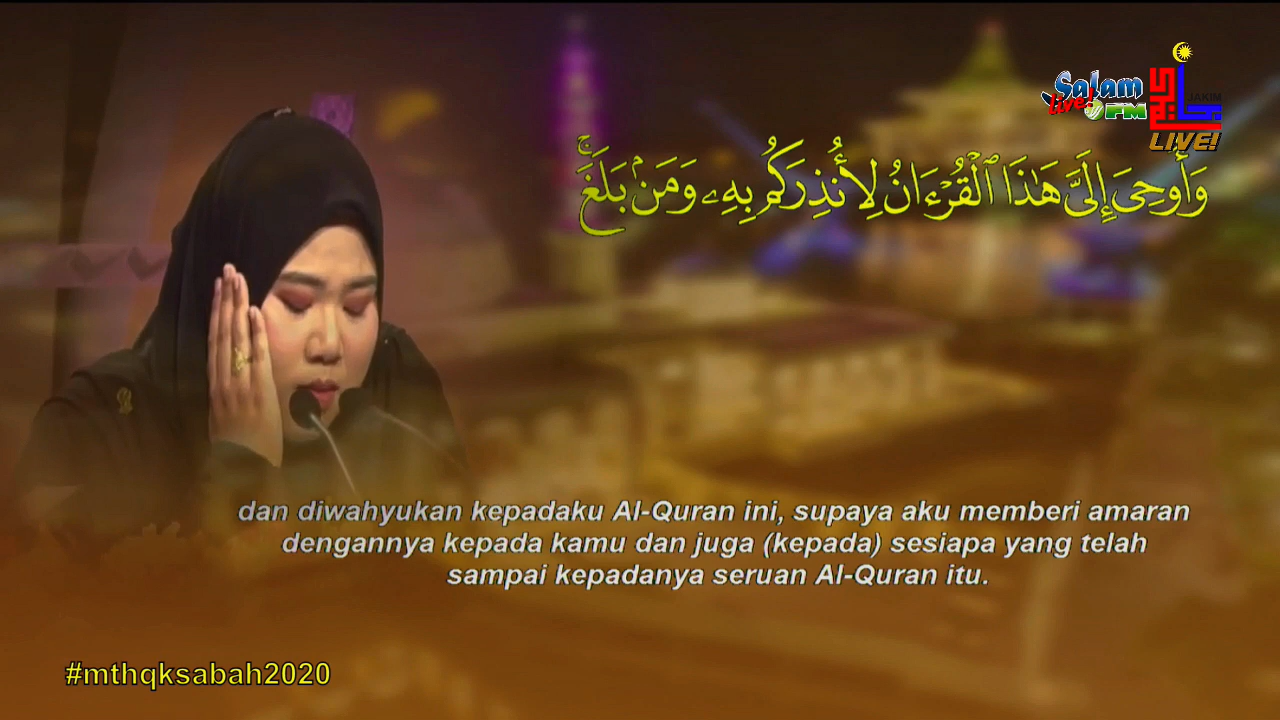 Salam
live! FM
JAKIM
LIVE!
وَأُوحِىَ إِلَىَّ هَٰذَا ٱلْقُرْءَانُ لِأُنذِرَكُم بِهِۦ وَمَنۢ بَلَغَ ۚ
dan diwahyukan kepadaku Al-Quran ini, supaya aku memberi amaran
dengannya kepada kamu dan juga (kepada) sesiapa yang telah
sampai kepadanya seruan Al-Quran itu.
#mthqksabah2020